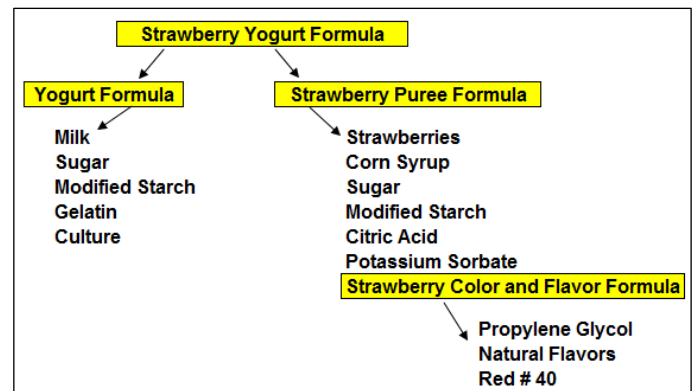 Strawberry Yogurt Formula
Yogurt Formula
Milk
Sugar
Modified Starch
Gelatin
Culture
Strawberry Puree Formula
Strawberries
Corn Syrup
Sugar
Modified Starch
Citric Acid
Potassium Sorbate
Strawberry Color and Flavor Formula
Propylene Glycol
Natural Flavors
Red # 40